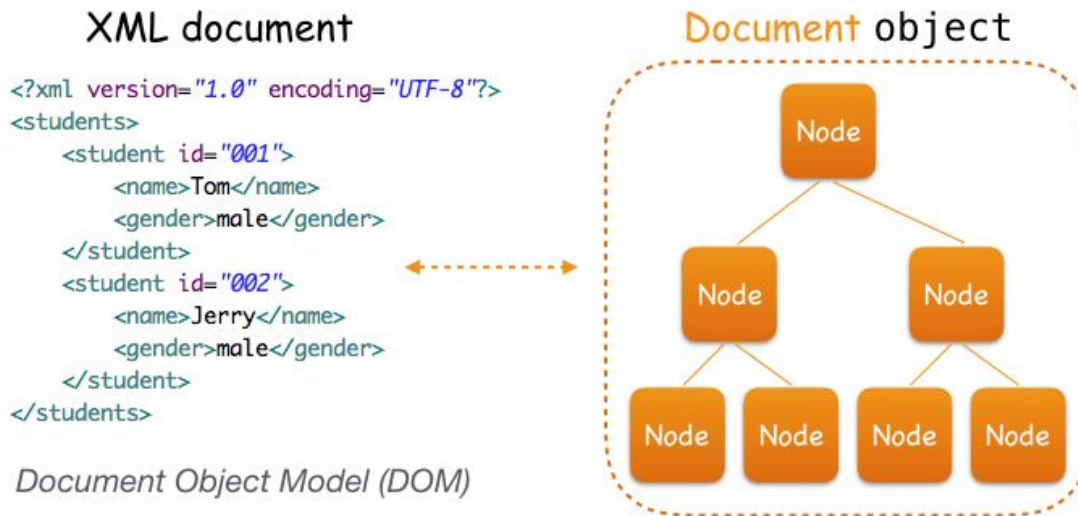 XML document
<?xml version="1.0" encoding="UTF-8"?>
<students>
    <student id="001">
        <name>Tom</name>
        <gender>male</gender>
    </student>
    <student id="002">
        <name>Jerry</name>
        <gender>male</gender>
    </student>
</students>
Document Object Model (DOM)
Document object
Node
Node Node
Node Node Node Node